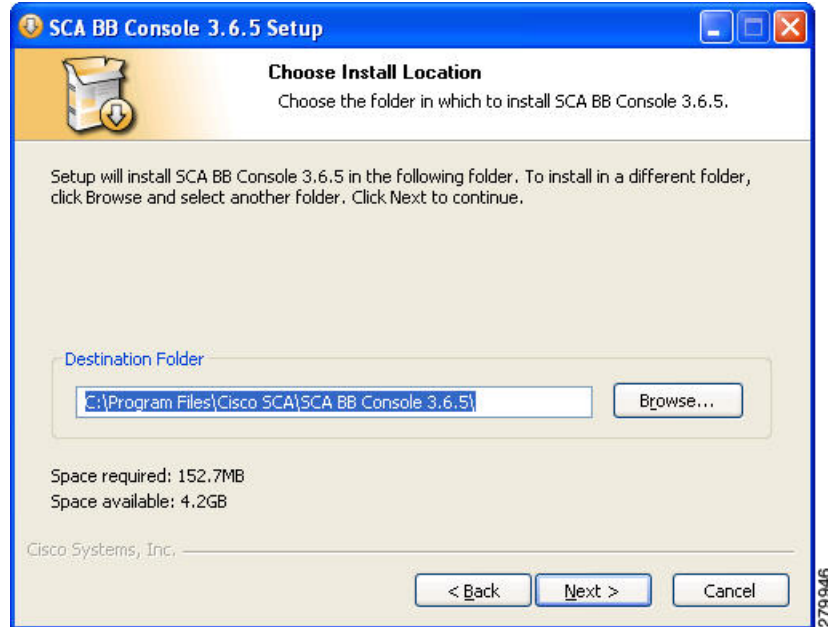 SCA BB Console 3.6.5 Setup
Choose Install Location
Choose the folder in which to install SCA BB Console 3.6.5.
Setup will install SCA BB Console 3.6.5 in the following folder. To install in a different folder,
click Browse and select another folder. Click Next to continue.
Destination Folder
C:\Program Files\Cisco SCA\SCA BB Console 3.6.5\
Browse...
Space required: 152.7MB
Space available: 4.2GB
Cisco Systems, Inc.
< Back
Next >
Cancel
279946